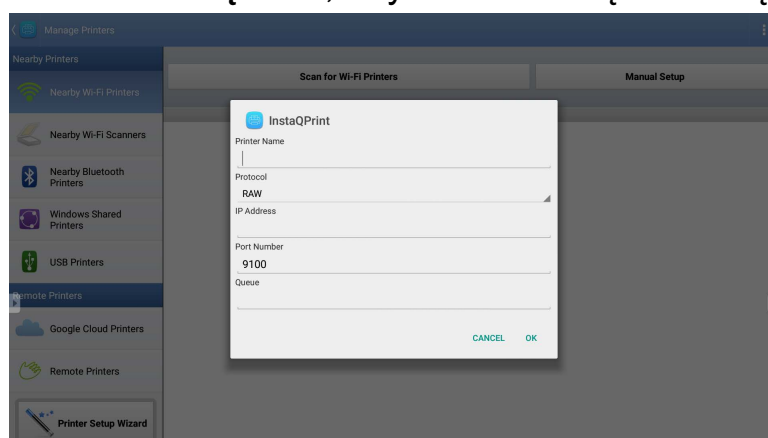 Manage Printers
Nearby Printers
Nearby Wi-Fi Printers
Nearby Wi-Fi Scanners
Nearby Bluetooth
Printers
Windows Shared
Printers
USB Printers
Remote Printers
Google Cloud Printers
Remote Printers
Printer Setup Wizard
Scan for Wi-Fi Printers
Manual Setup
InstaQPrint
Printer Name
Protocol
RAW
IP Address
Port Number
9100
Queue
CANCEL OK